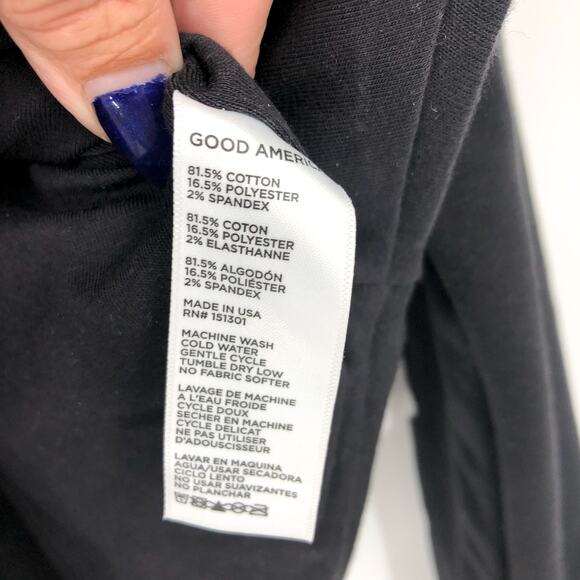 GOOD AMERIC
81.5% COTTON
16.5% POLYESTER
2% SPANDEX
81.5% COTON
16.5% POLYESTER
2% ELASTHANNE
81.5% ALGODÓN
16.5% POLIÉSTER
2% SPANDEX
MADE IN USA
RN# 151301
MACHINE WASH
COLD WATER
GENTLE CYCLE
TUMBLE DRY LOW
NO FABRIC SOFTER
LAVAGE DE MACHINE
A L'EAU FROIDE
CYCLE DOUX
SECHER EN MACHINE
CYCLE DELICAT
NE PAS UTILISER
D'ADOUSCISSEUR
LAVAR EN MAQUINA
AGUA/USAR SECADORA
CICLO LENTO
NO USAR SUAVIZANTES
NO PLANCHAR